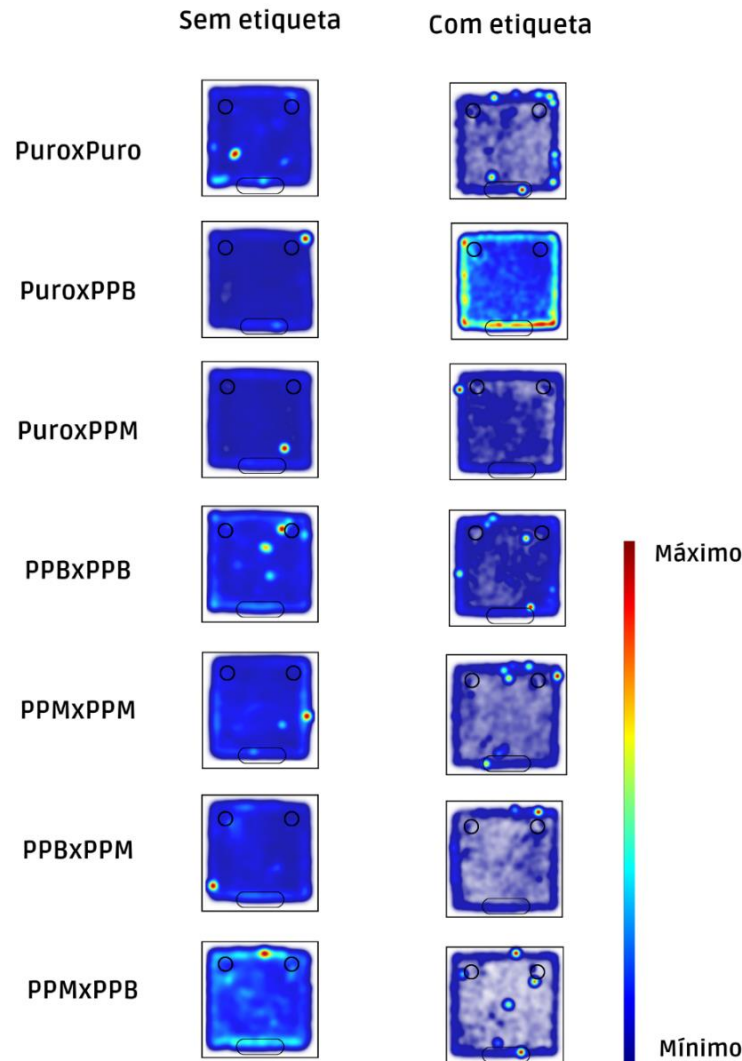 Sem etiqueta Com etiqueta
PuroxPuro
PuroxPPB
PuroxPPM
PPBxPPB
Máximo
PPMxPPM
PPBxPPM
PPMxPPB
Mínimo